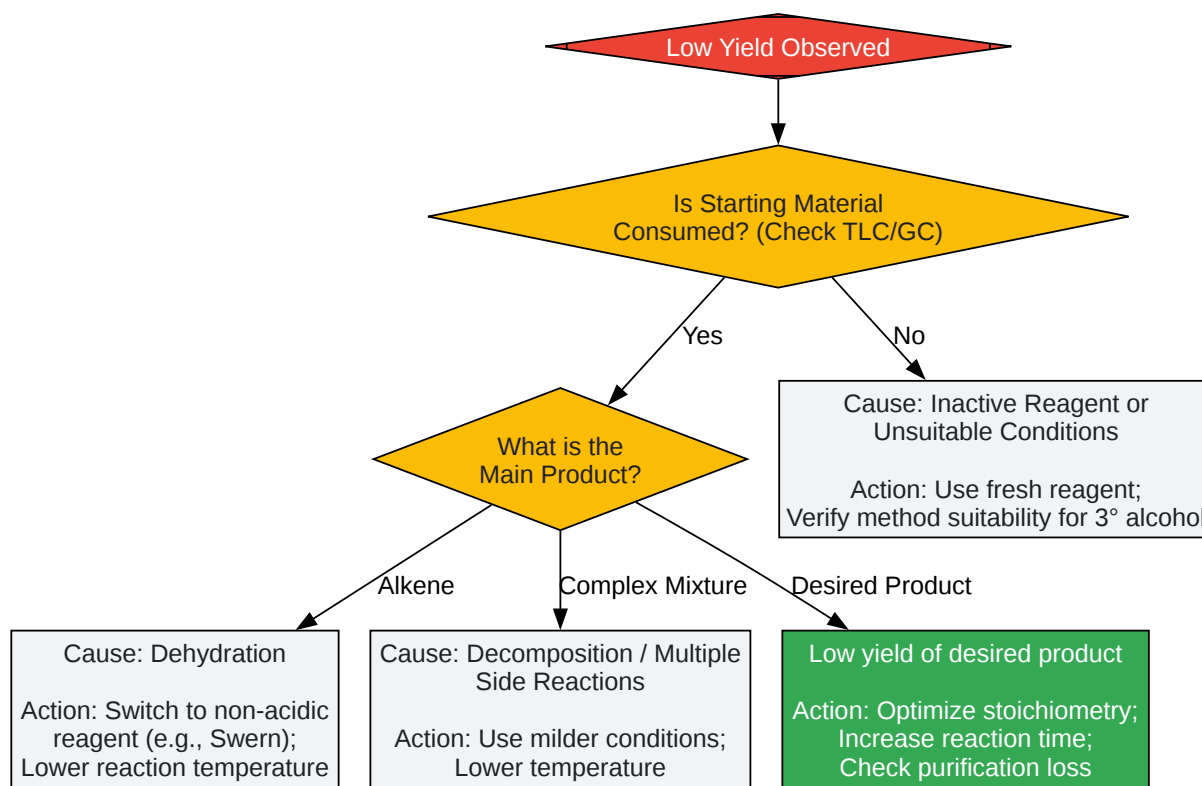 Low Yield Observed
Is Starting Material
Consumed? (Check TLC/GC)
Yes
No
Cause: Inactive Reagent or
Unsuitable Conditions
Action: Use fresh reagent;
Verify method suitability for 3° alcohol
What is the
Main Product?
Alkene
Complex Mixture
Desired Product
Cause: Dehydration
Action: Switch to non-acidic
reagent (e.g., Swern);
Lower reaction temperature
Cause: Decomposition / Multiple
Side Reactions
Action: Use milder conditions;
Lower temperature
Low yield of desired product
Action: Optimize stoichiometry;
Increase reaction time;
Check purification loss